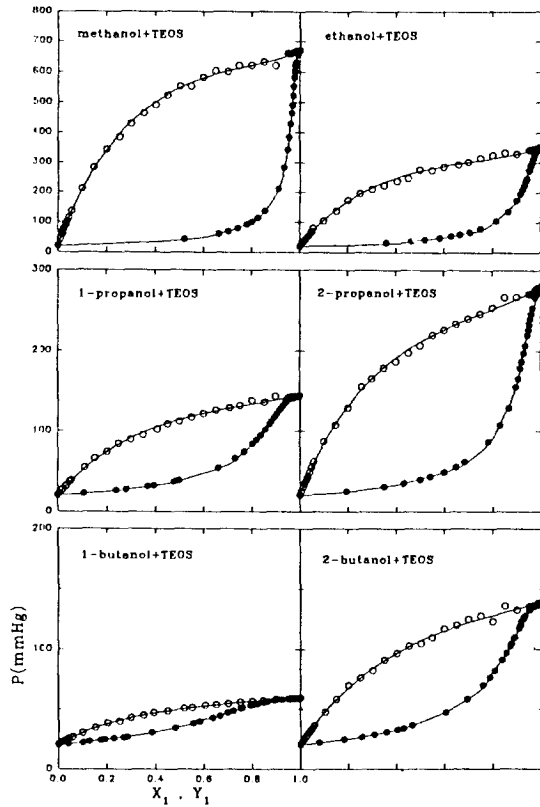 800
methanol+TEOS
ethanol+TEOS
700
600
500
400
300
200
100
0
300
1-propanol+TEOS
2-propanol+TEOS
200
100
0
200
1-butanol+TEOS
2-butanol+TEOS
100
0
P(mmHg)
0.0 0.2 0.4 0.6 0.8 1.0
X₁ . Y₁